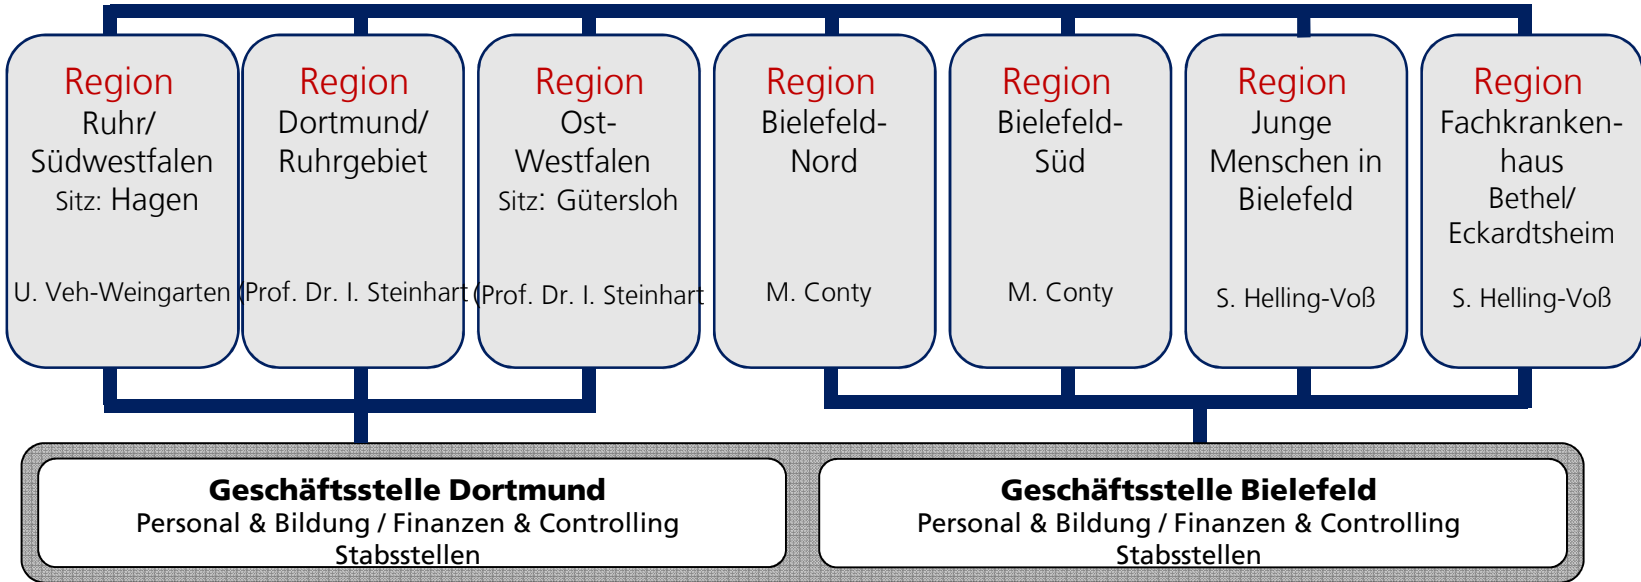 Region
Ruhr/
Südwestfalen
Sitz: Hagen
U. Veh-Weingarten
Region
Dortmund/
Ruhrgebiet
(Prof. Dr. I. Steinhart
Region
Ost-
Westfalen
Sitz: Gütersloh
(Prof. Dr. I. Steinhart
Region
Bielefeld-
Nord
M. Conty
Region
Bielefeld-
Süd
M. Conty
Region
Junge
Menschen in
Bielefeld
S. Helling-Voß
Region
Fachkranken-
haus
Bethel/
Eckardtsheim
S. Helling-Voß
Geschäftsstelle Dortmund
Personal & Bildung / Finanzen & Controlling
Stabsstellen
Geschäftsstelle Bielefeld
Personal & Bildung / Finanzen & Controlling
Stabsstellen